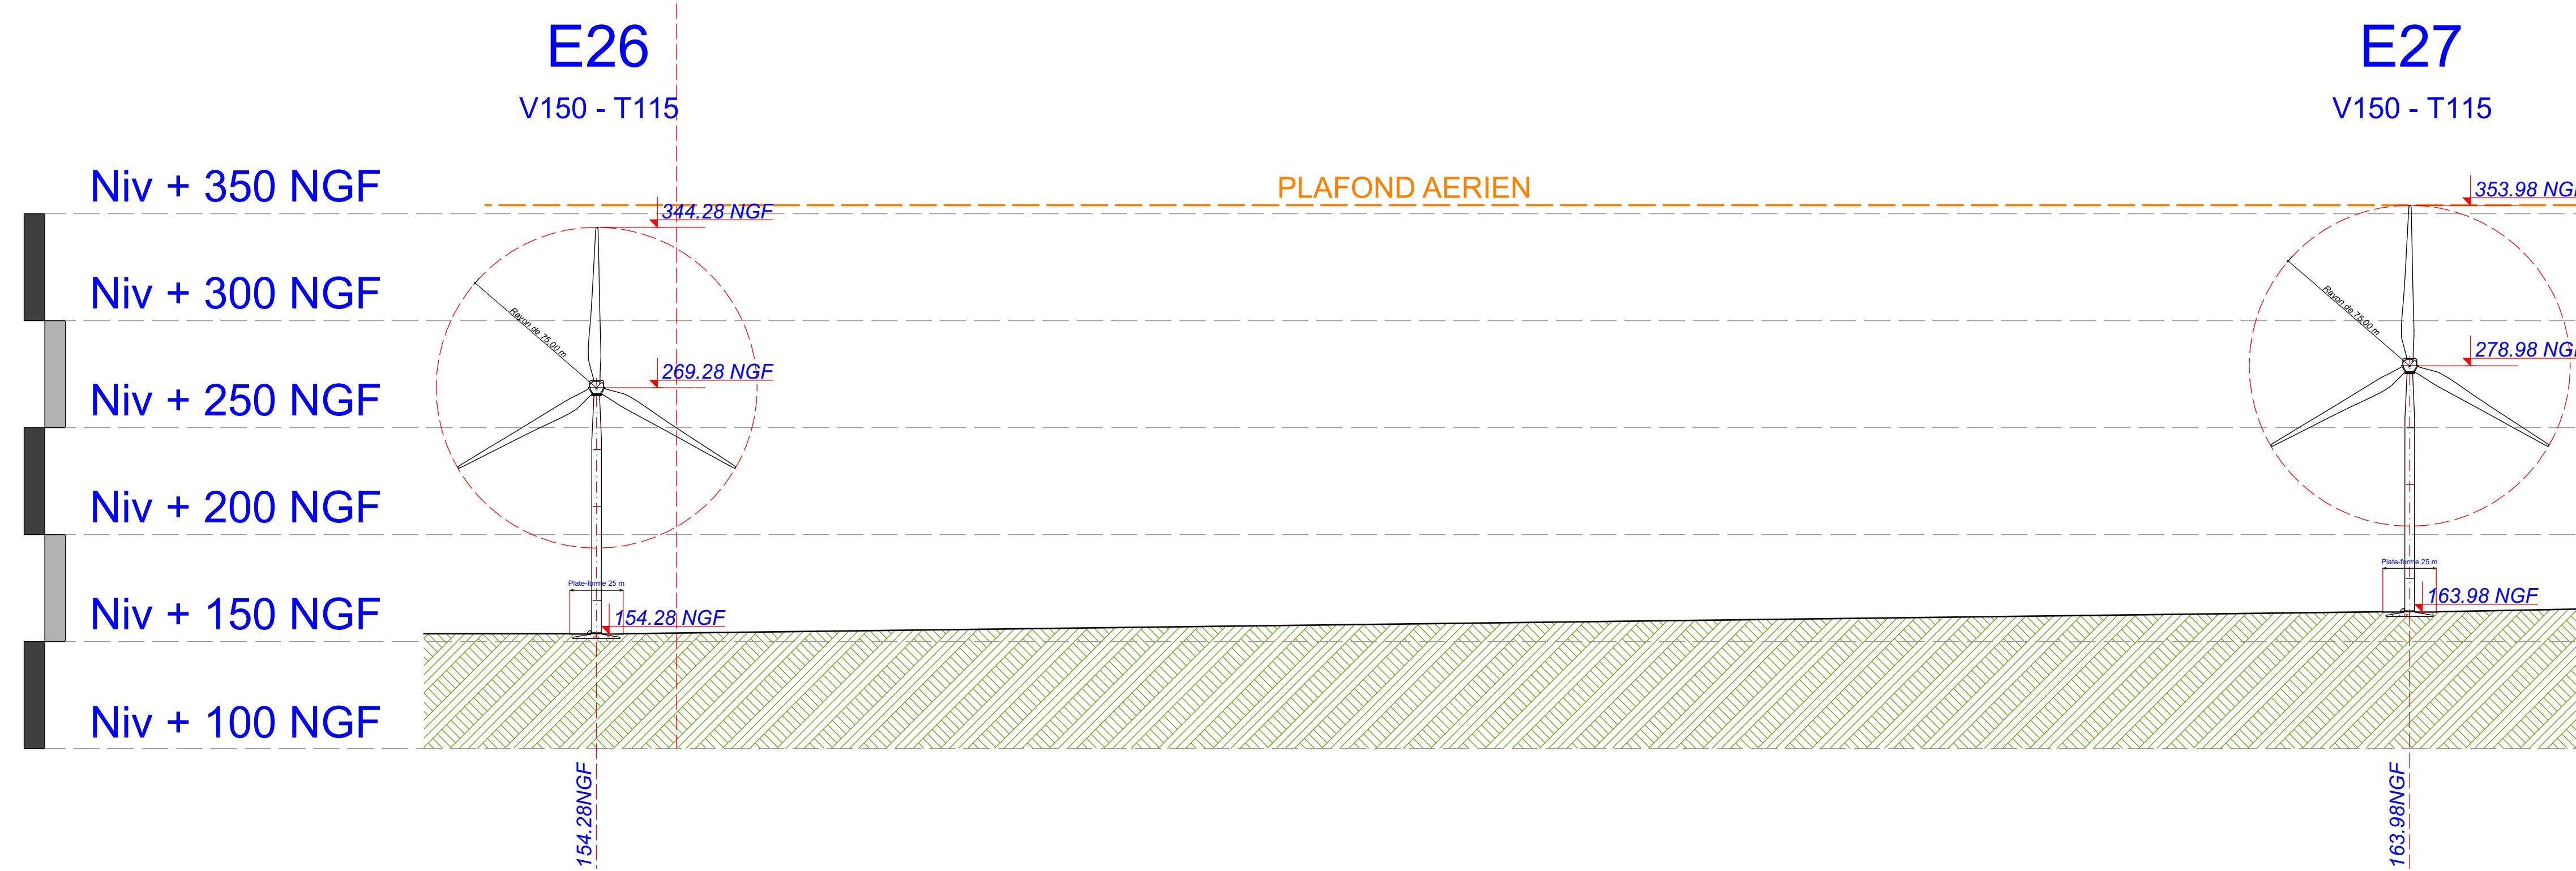 E26
V150 - T115
E27
V150 - T115
Niv + 350 NGF
PLAFOND AERIEN
344.28 NGF
353.98 NGF
Niv + 300 NGF
Rayon de 75.00 m
Rayon de 75.00 m
269.28 NGF
278.98 NGF
Niv + 250 NGF
Niv + 200 NGF
Plate-forme 25 m
Plate-forme 25 m
Niv + 150 NGF
154.28 NGF
163.98 NGF
Niv + 100 NGF
154.28NGF
163.98NGF